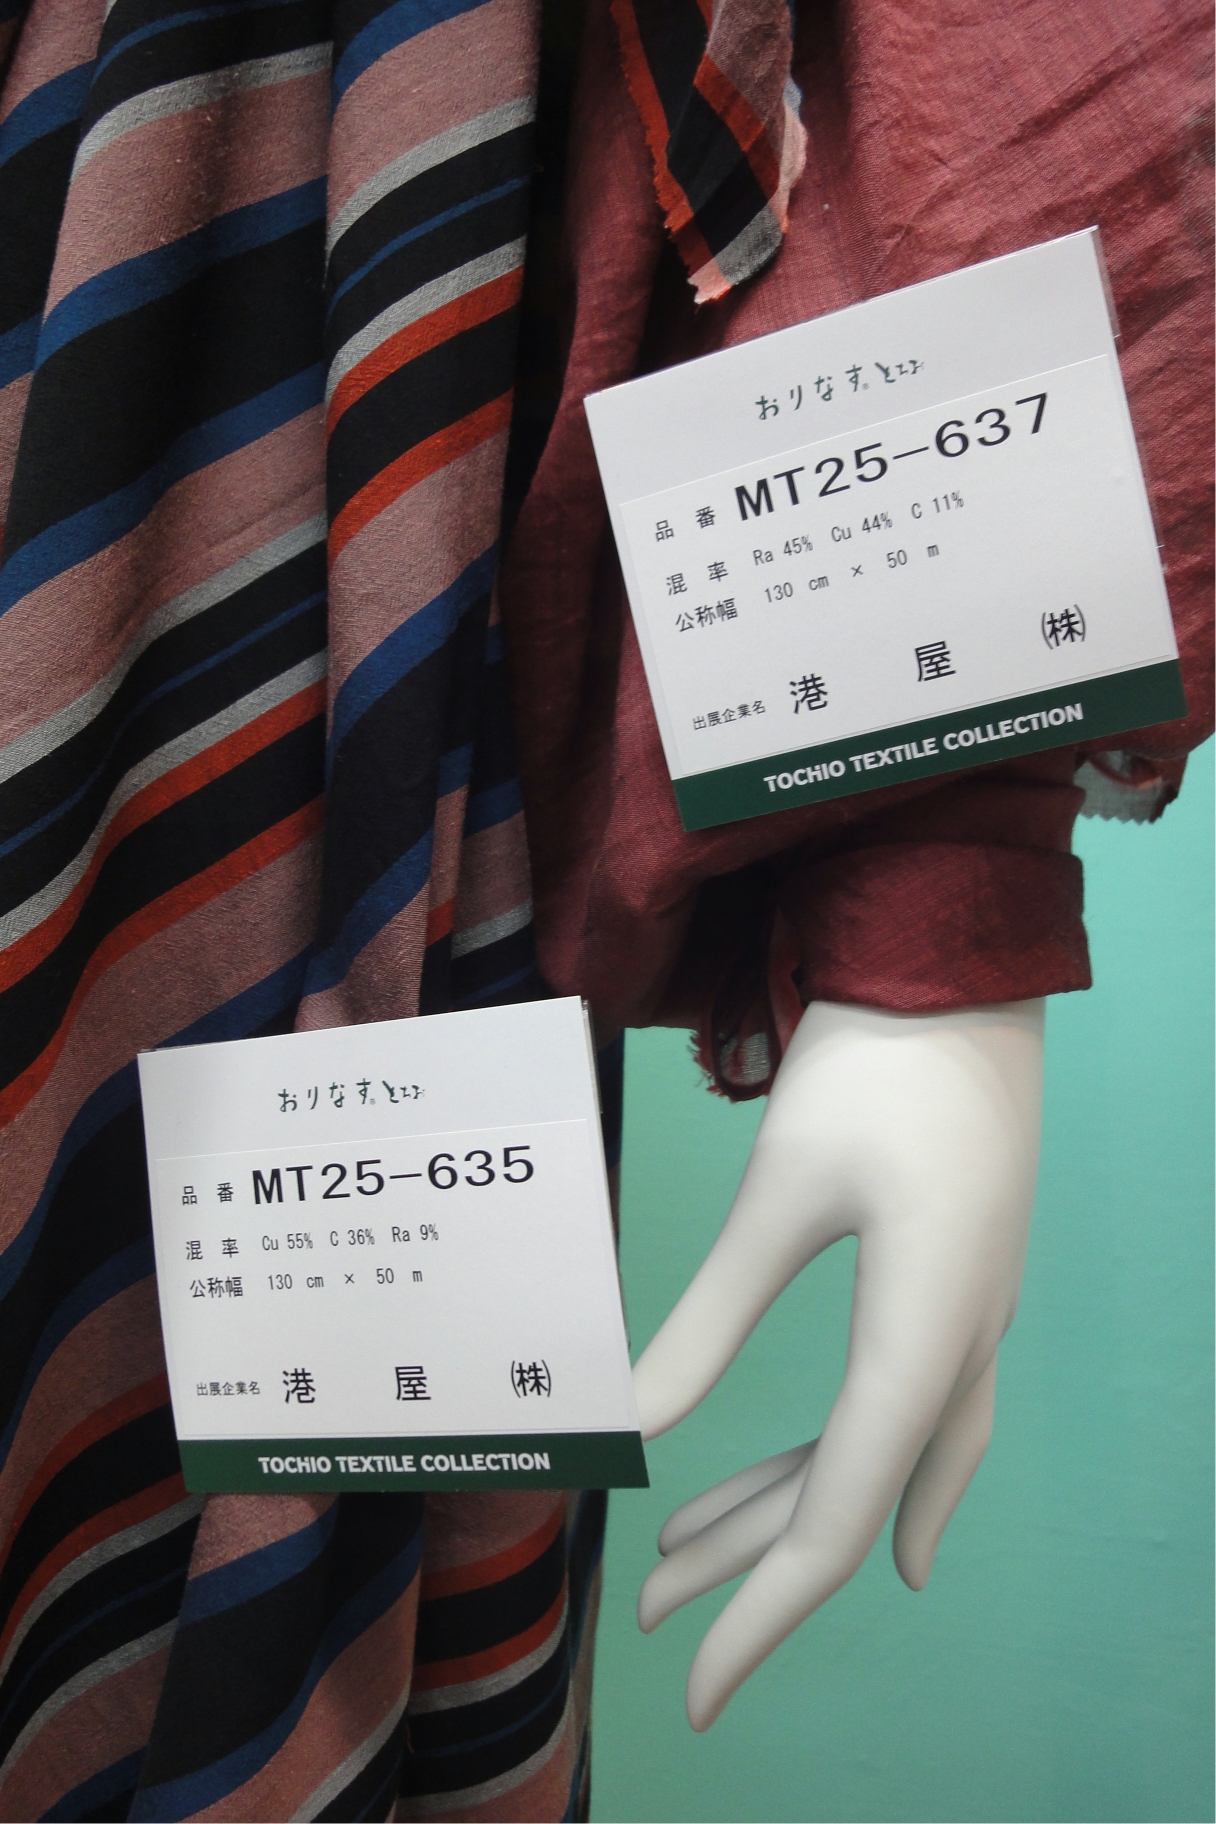 おりなす®とちお
品番 MT25-637
混率 Ra 45% Cu 44% C 11%
公称幅 130 cm × 50 m
出展企業名 港屋㈱
TOCHIO TEXTILE COLLECTION
おりなす®とちお
品番 MT25-635
混率 Cu 55% C 36% Ra 9%
公称幅 130 cm × 50 m
出展企業名 港屋㈱
TOCHIO TEXTILE COLLECTION